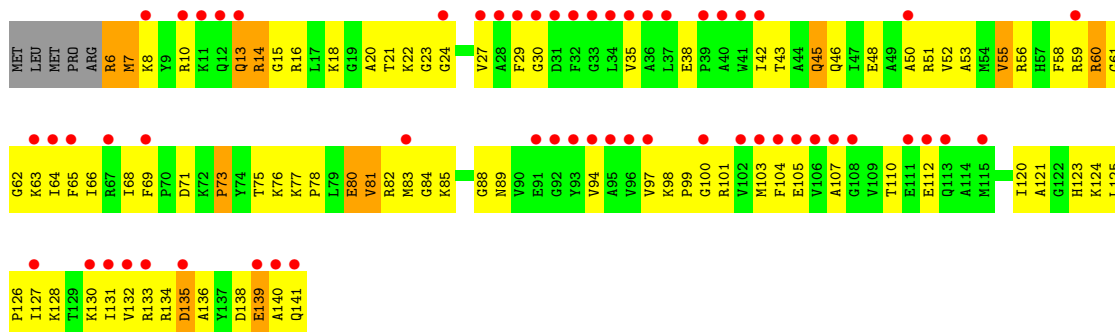 MET LEU MET PRO ARG R6 M7 K8 Y9 R10 K11 Q12 Q13 R14 G15 R16 L17 K18 G19 A20 T21 K22 G23 G24 V27 A28 F29 G30 D31 F32 G33 L34 V35 A36 L37 E38 P39 A40 W41 I42 T43 A44 Q45 Q46 I47 E48 A49 A50 R51 V52 A53 M54 V55 R56 H57 F58 R59 R60 G61
G62 K63 I64 F65 I66 R67 I68 F69 P70 D71 K72 P73 Y74 T75 K76 K77 P78 L79 E80 V81 R82 M83 G84 K85 G88 N89 V90 E91 G92 Y93 V94 A95 V96 V97 K98 P99 G100 R101 V102 M103 F104 E105 V106 A107 G108 V109 T110 E111 E112 Q113 A114 M115 I120 A121 G122 H123 K124 L125
P126 I127 K128 T129 K130 I131 V132 R133 R134 D135 A136 Y137 D138 E139 A140 Q141